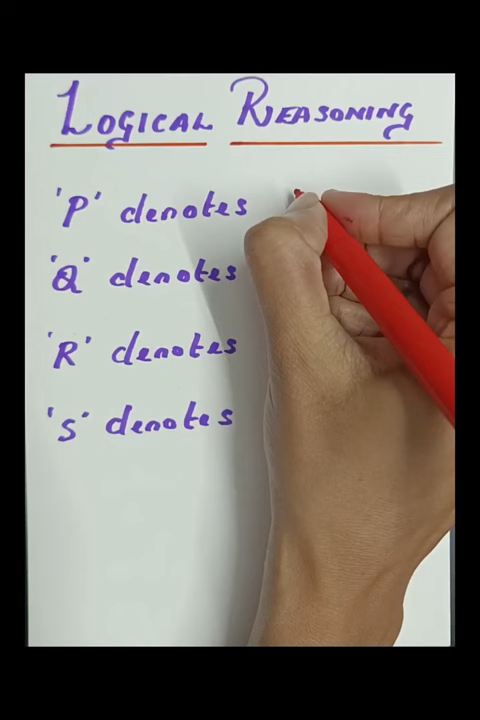 LOGICAL REASONING
'P' denotes
'Q' denotes
'R' denotes
'S' denotes